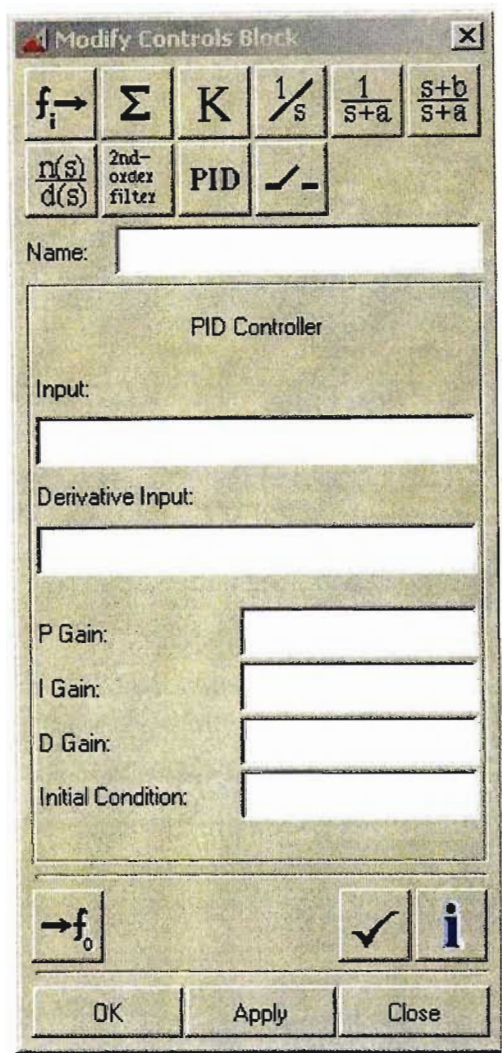 Modify Controls Block
fi→ Σ K 1/s 1/s+a s+b/s+a
n(s)/d(s) 2nd-order filter PID
Name:
PID Controller
Input:
Derivative Input:
P Gain:
I Gain:
D Gain:
Initial Condition:
→fo i
OK Apply Close